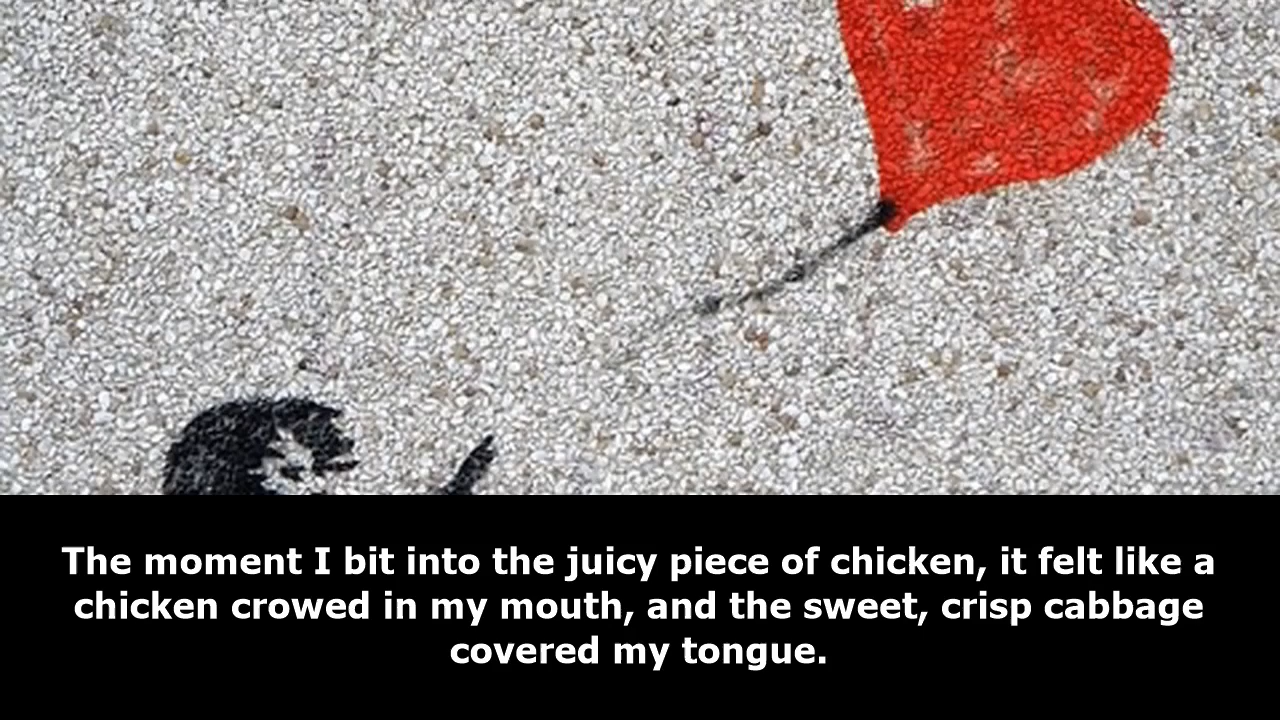 The moment I bit into the juicy piece of chicken, it felt like a
chicken crowed in my mouth, and the sweet, crisp cabbage
covered my tongue.